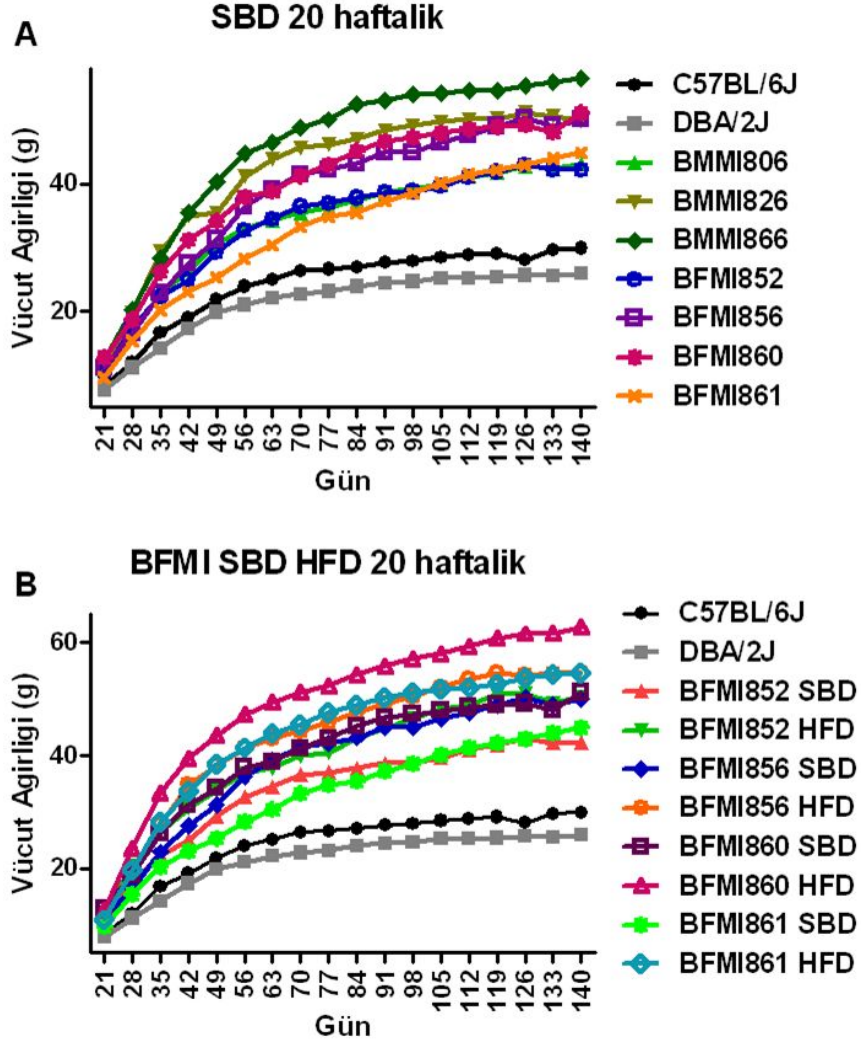 A
SBD 20 haftalik
Vücut Agirligi (g)
40
20
21 28 35 42 49 56 63 70 77 84 91 98 105 112 119 126 133 140
Gün
C57BL/6J
DBA/2J
BMMI806
BMMI826
BMMI866
BFMI852
BFMI856
BFMI860
BFMI861
B
BFMI SBD HFD 20 haftalik
Vücut Agirligi (g)
60
40
20
21 28 35 42 49 56 63 70 77 84 91 98 105 112 119 126 133 140
Gün
C57BL/6J
DBA/2J
BFMI852 SBD
BFMI852 HFD
BFMI856 SBD
BFMI856 HFD
BFMI860 SBD
BFMI860 HFD
BFMI861 SBD
BFMI861 HFD